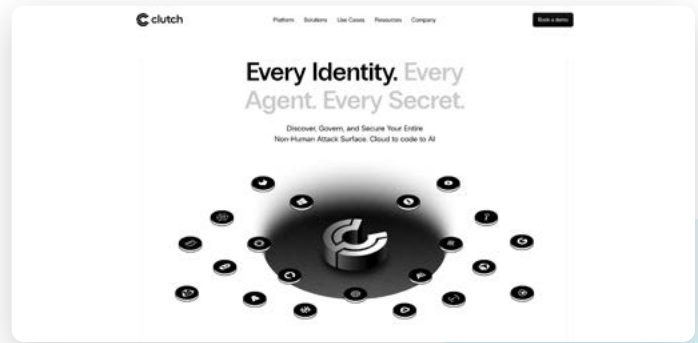 clutch
Platform Solutions Use Cases Resources Company
Book a demo
Every Identity. Every
Agent. Every Secret.
Discover, Govern, and Secure Your Entire
Non-Human Attack Surface. Cloud to code to AI